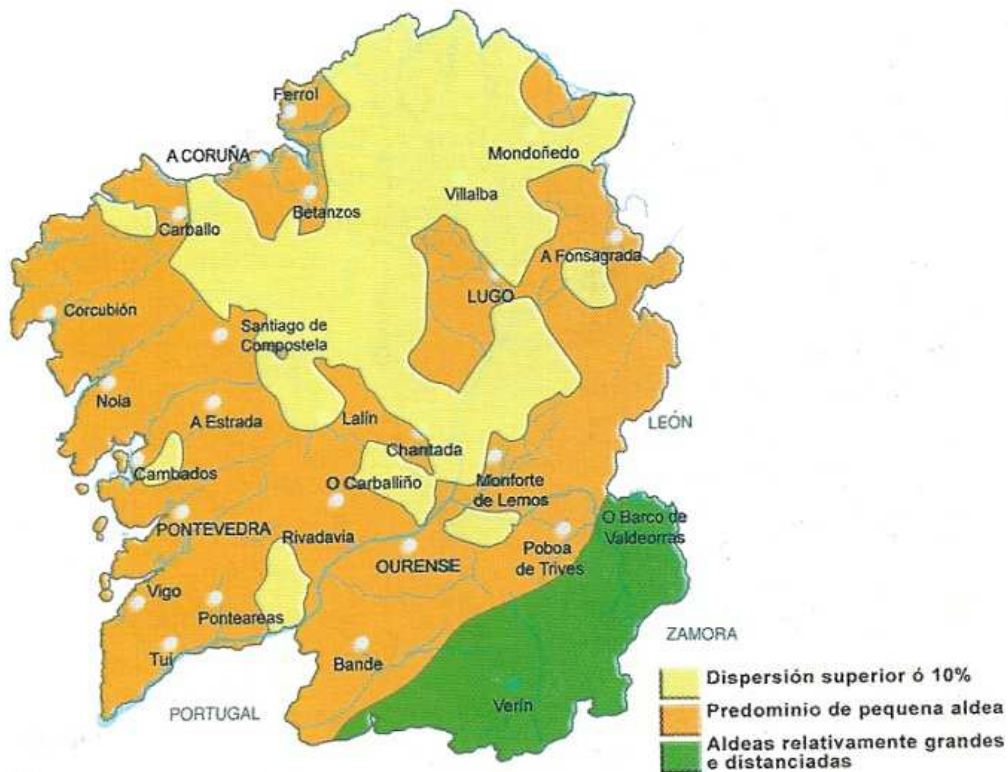 Ferrol
A CORUÑA
Mondoñedo
Villalba
Betanzos
Carballo
A Fonsagrada
LUGO
Corcubión
Santiago de
Compostela
Noia
A Estrada
Lalín
LEÓN
Chantada
Cambados
O Carballiño
Monforte
de Lemos
O Barco de
Valdeorras
PONTEVEDRA
Rivadavia
OURENSE
Poboa
de Trives
Vigo
Ponteareas
ZAMORA
Tui
Bande
Verín
PORTUGAL
Dispersión superior ó 10%
Predominio de pequena aldea
Aldeas relativamente grandes
e distanciadas